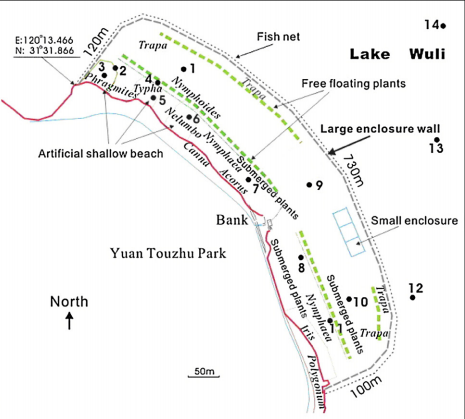 14
E:120°13.466
N: 31°31.866
120m
Trapa
Fish net
Lake Wuli
3
2
1
4
Phragmitex
Typha
5
Nymphoides
Trapa
Free floating plants
6
Nelumbo
Nymphaea
Artificial shallow beach
Canna
Acorus
7
Submerged plants
Large enclosure wall
13
730m
9
Bank
Small enclosure
Yuan Touzhu Park
8
Submerged plants
Submerged plants
Nymphaea
10
12
Trapa
11
Trapa
Iris
Polygonum
North
50m
100m